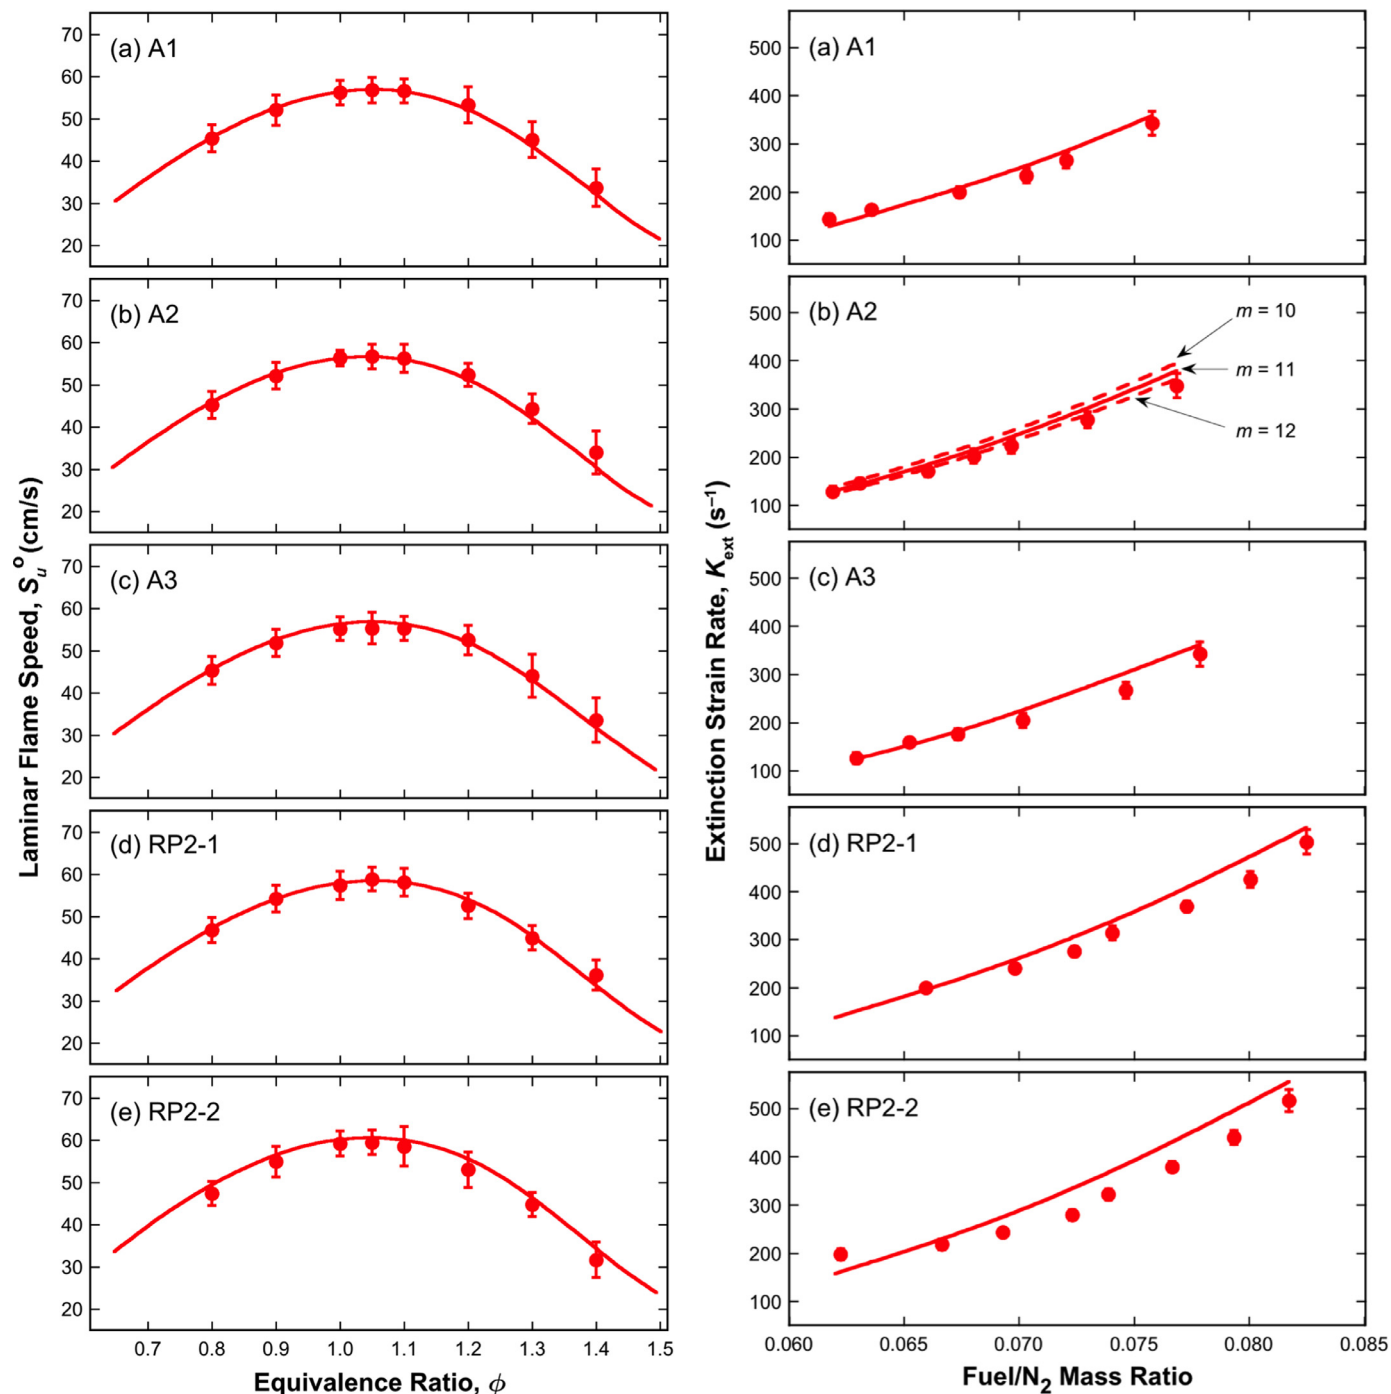 Laminar Flame Speed, Sᵤᵒ (cm/s)
(a) A1
70
60
50
40
30
20
(b) A2
70
60
50
40
30
20
(c) A3
70
60
50
40
30
20
(d) RP2-1
70
60
50
40
30
20
(e) RP2-2
70
60
50
40
30
20
0.7 0.8 0.9 1.0 1.0 1.1 1.2 1.3 1.4 1.5
Equivalence Ratio, ϕ
Extinction Strain Rate, K_ext (s⁻¹)
(a) A1
500
400
300
200
100
(b) A2
500
400
300
200
100
m = 10
m = 11
m = 12
(c) A3
500
400
300
200
100
(d) RP2-1
500
400
300
200
100
(e) RP2-2
500
400
300
200
100
0.060 0.065 0.070 0.075 0.080 0.085
Fuel/N₂ Mass Ratio